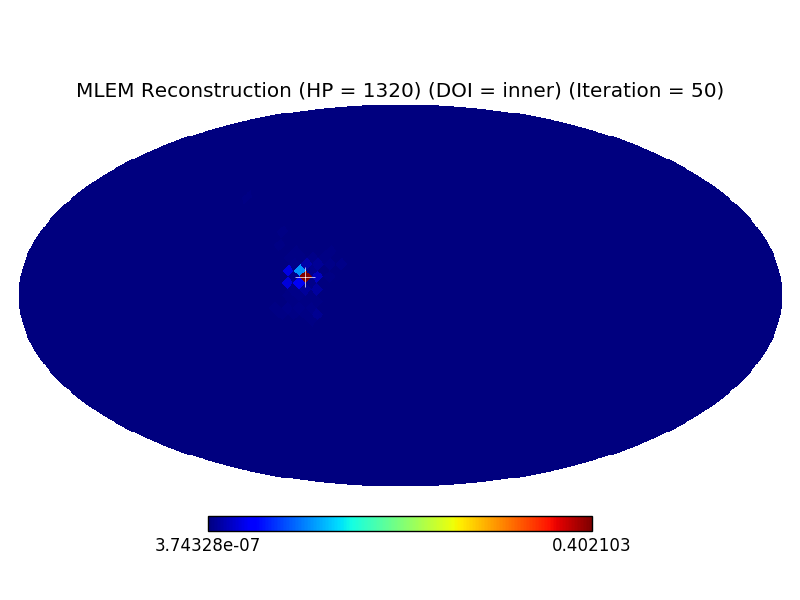 MLEM Reconstruction (HP = 1320) (DOI = inner) (Iteration = 50)
3.74328e-07 0.402103